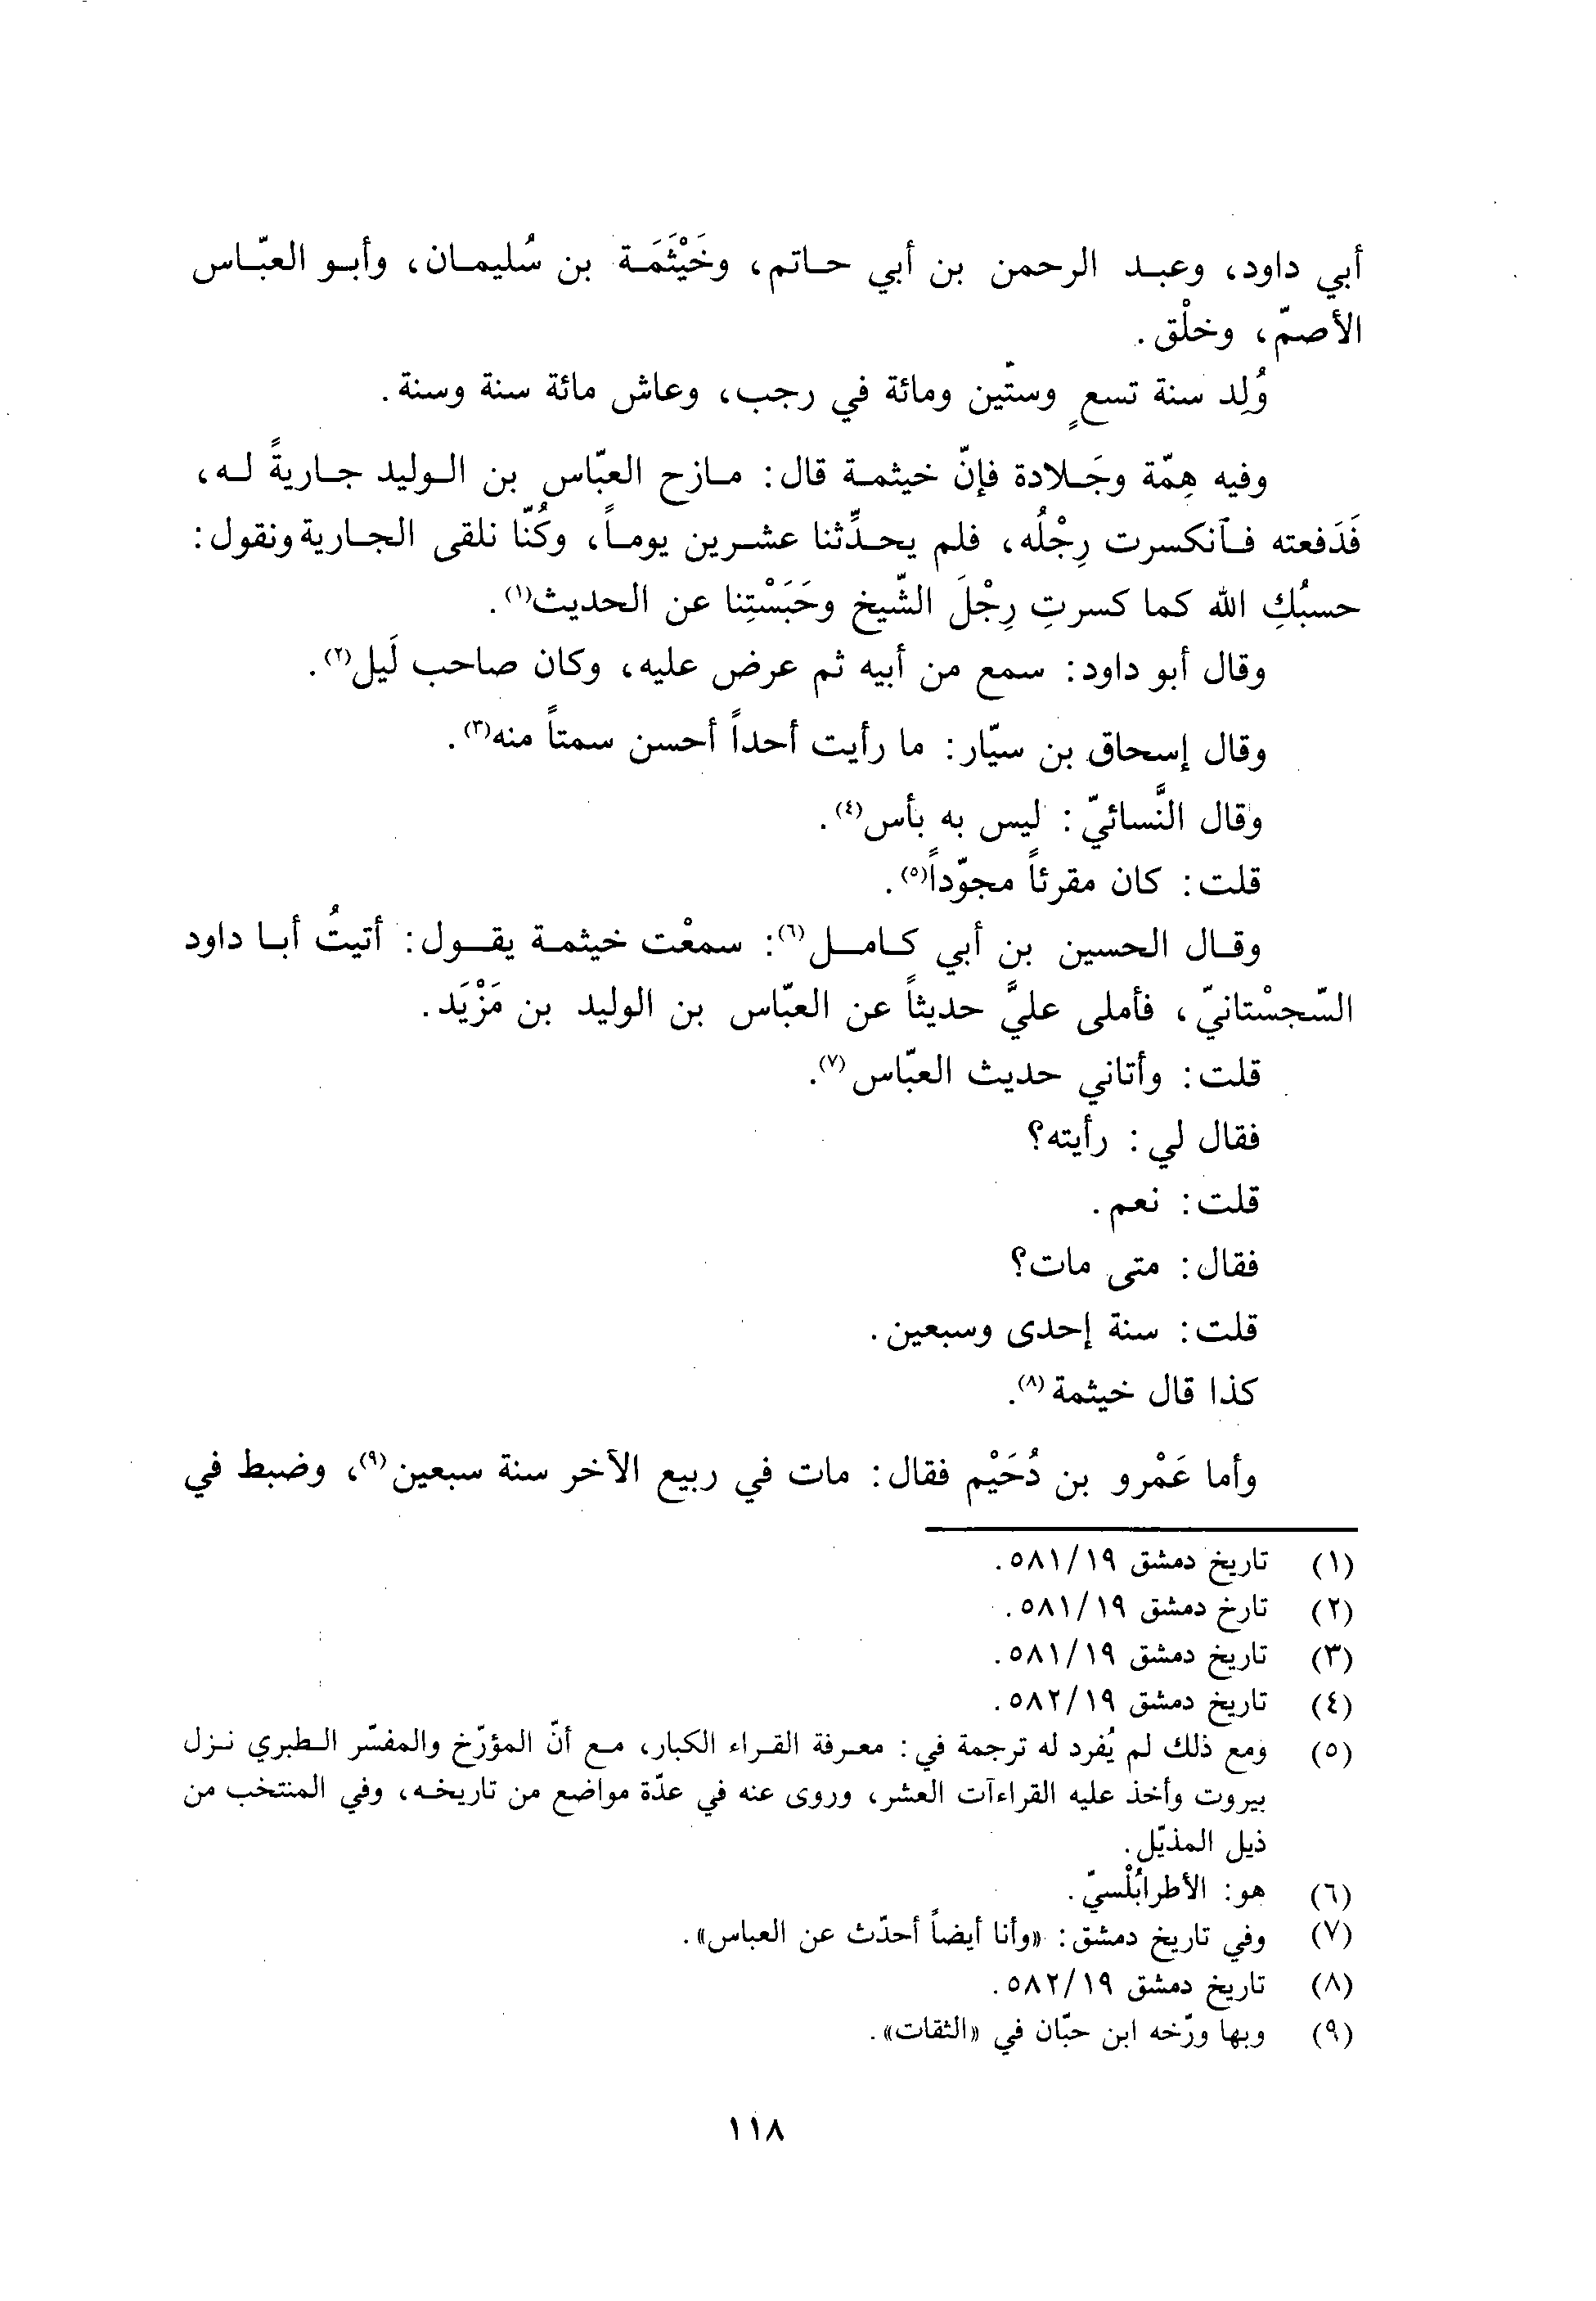 أبي داود، وعبد الرحمن بن أبي حاتم، وخَيْثَمَة بن سُليمان، وأبو العبّاس
الأصمّ، وخلْق.
وُلِد سنة تسعٍ وستّين ومائة في رجب، وعاش مائة سنة وسنة.
وفيه هِمّة وجَلادة فإنّ خيثمة قال: مازح العبّاس بن الوليد جاريةً له،
فَدَفعته فآنكسرت رِجْلُه، فلم يحدِّثنا عشرين يوماً، وكُنّا نلقى الجارية ونقول:
حسبُكِ الله كما كسرتِ رِجْلَ الشّيخ وحَبَسْتِنا عن الحديث(١).
وقال أبو داود: سمع من أبيه ثم عرض عليه، وكان صاحب لَيل(٢).
وقال إسحاق بن سيّار: ما رأيت أحداً أحسن سمتاً منه(٣).
وقال النَّسائيّ: ليس به بأس(٤).
قلت: كان مقرئاً مجوّداً(٥).
وقال الحسين بن أبي كامل(٦): سمعْت خيثمة يقول: أتيتُ أبا داود
السّجسْتانيّ، فأملى عليَّ حديثاً عن العبّاس بن الوليد بن مَزْيَد.
قلت: وأتاني حديث العبّاس(٧).
فقال لي: رأيته؟
قلت: نعم.
فقال: متى مات؟
قلت: سنة إحدى وسبعين.
كذا قال خيثمة(٨).
وأما عَمْرو بن دُحَيْم فقال: مات في ربيع الآخر سنة سبعين(٩)، وضبط في
(١) تاريخ دمشق ١٩/٥٨١.
(٢) تارخ دمشق ١٩/٥٨١.
(٣) تاريخ دمشق ١٩/٥٨١.
(٤) تاريخ دمشق ١٩/٥٨٢.
(٥) ومع ذلك لم يُفرد له ترجمة في: معرفة القراء الكبار، مع أنّ المؤرّخ والمفسّر الطبري نزل
بيروت وأخذ عليه القراءآت العشر، وروى عنه في عدّة مواضع من تاريخه، وفي المنتخب من
ذيل المذيّل.
(٦) هو: الأطرابُلْسيّ.
(٧) وفي تاريخ دمشق: «وأنا أيضاً أحدّث عن العباس».
(٨) تاريخ دمشق ١٩/٥٨٢.
(٩) وبها ورّخه ابن حبّان في «الثقات».
١١٨